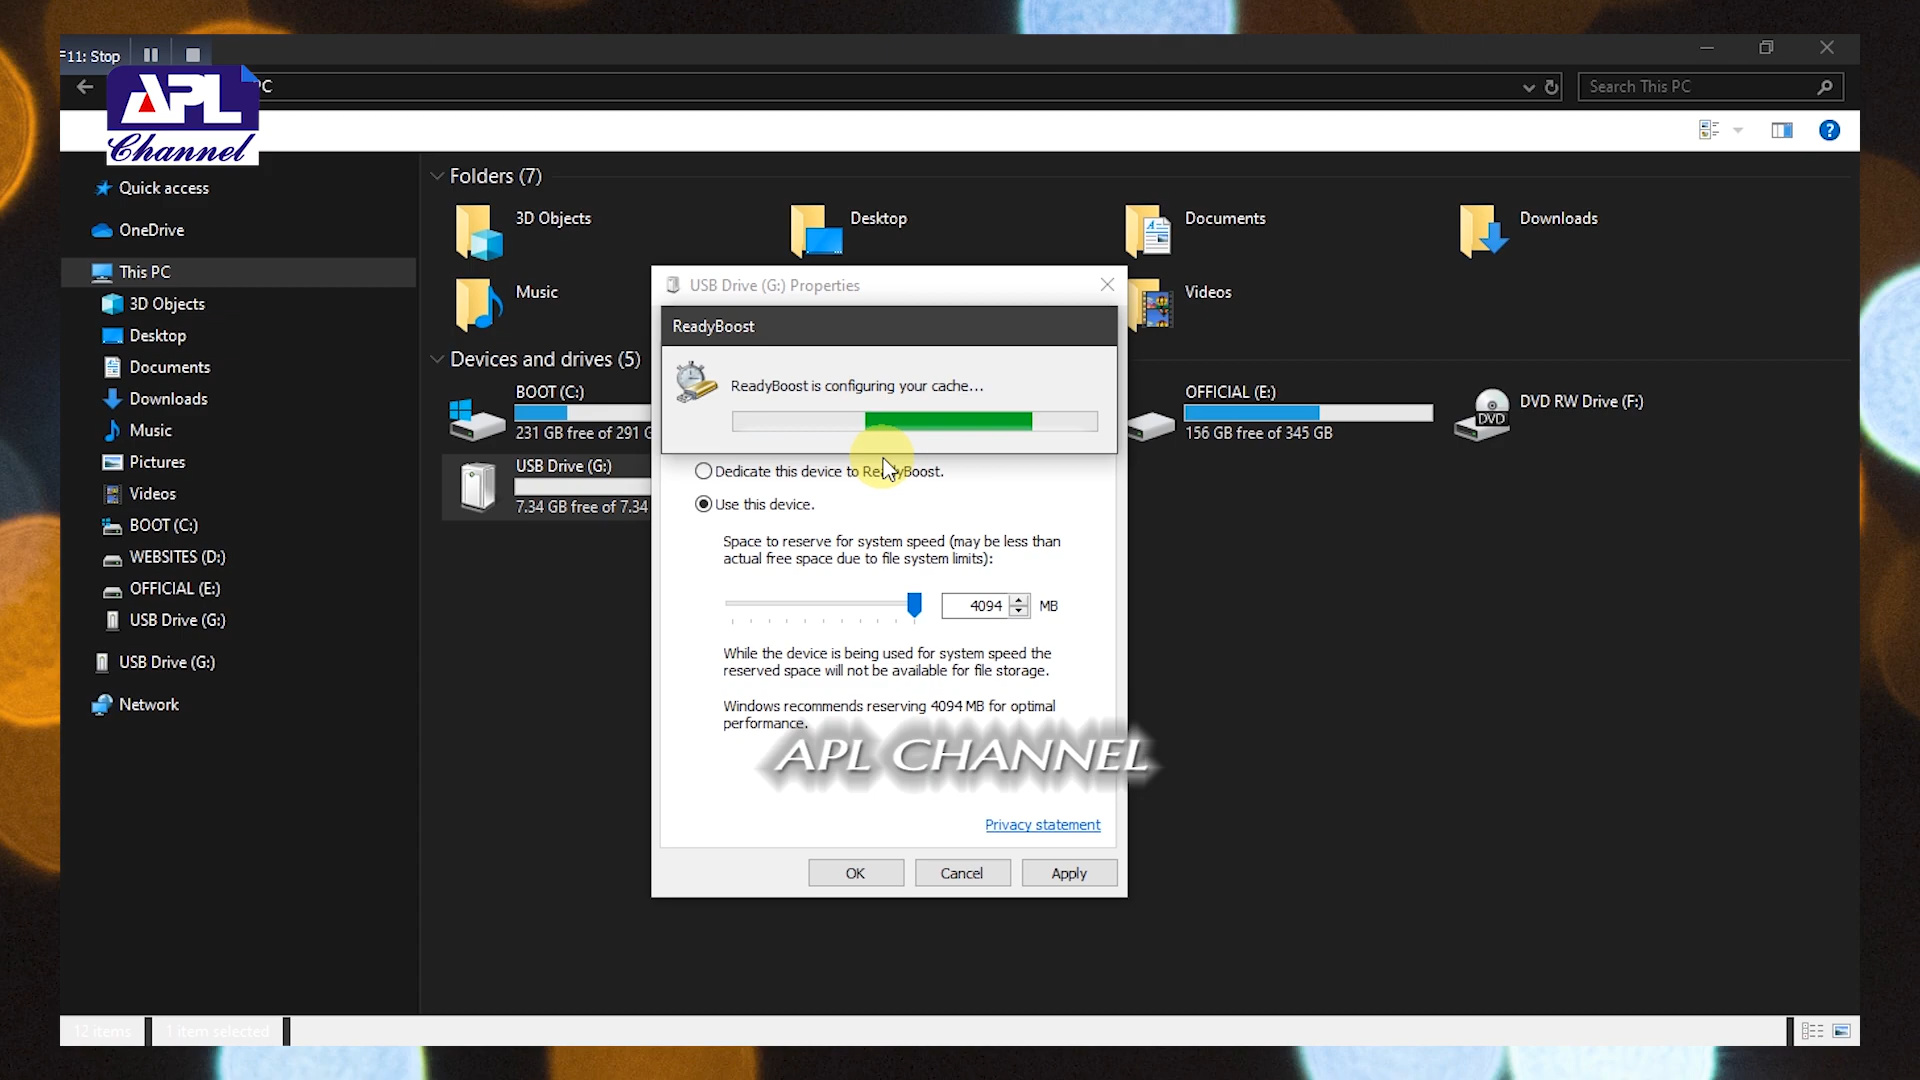 F11: Stop
PC
Search This PC
APL
Channel
Quick access
OneDrive
This PC
3D Objects
Desktop
Documents
Downloads
Music
Pictures
Videos
BOOT (C:)
WEBSITES (D:)
OFFICIAL (E:)
USB Drive (G:)
USB Drive (G:)
Network
Folders (7)
3D Objects
Desktop
Documents
Downloads
Music
Videos
Devices and drives (5)
BOOT (C:)
231 GB free of 291 G
OFFICIAL (E:)
156 GB free of 345 GB
DVD RW Drive (F:)
DVD
USB Drive (G:)
7.34 GB free of 7.34
USB Drive (G:) Properties
ReadyBoost
ReadyBoost is configuring your cache...
Dedicate this device to ReadyBoost.
Use this device.
Space to reserve for system speed (may be less than
actual free space due to file system limits):
4094 MB
While the device is being used for system speed the
reserved space will not be available for file storage.
Windows recommends reserving 4094 MB for optimal
performance.
APL CHANNEL
Privacy statement
OK
Cancel
Apply
12 items
1 item selected